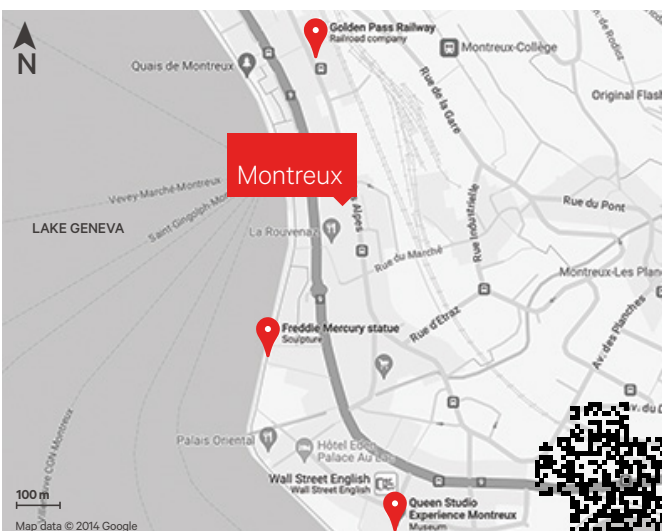 Golden Pass Railway
Railroad company
Montreux-Collège
N
Quais de Montreux
Rue de la Gare
Original Flash
Montreux
Vevey-Marché-Montreux
Saint Gingolph-Mon
LAKE GENEVA
La Rouvenaz
Alpes
Rue Industrielle
Rue du Pont
Rue du Marché
Montreux-Les Plan
Freddie Mercury statue
Sculpture
Rue d'Etraz
Av. des Planches
Palais Oriental
Hôtel Eden
Palace Au Lac
CGN Montreux
Wall Street English
Wall Street English
100 m
Queen Studio
Experience Montreux
Museum
Map data © 2014 Google